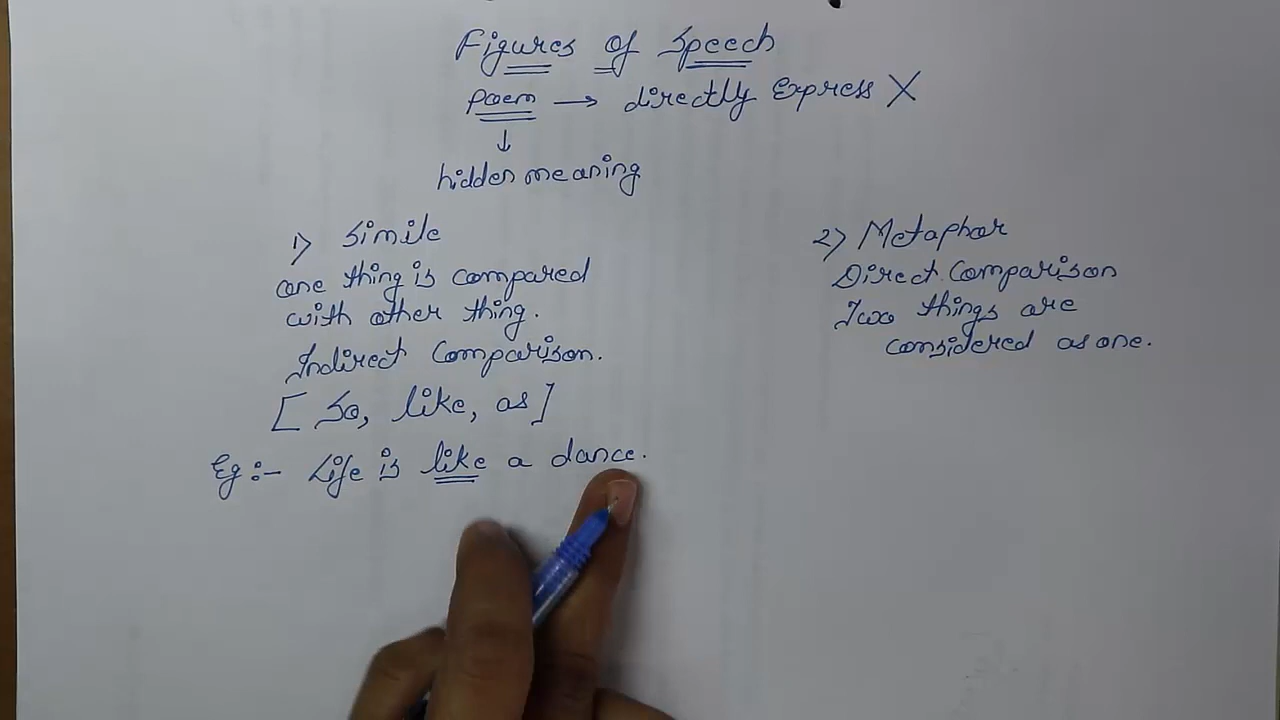 Figures of Speech
poem → directly Express X
↓
hidden meaning
1) Simile
one thing is compared
with other thing.
Indirect Comparison.
[ So, like, as ]
Eg :- Life is like a dance.
2) Metaphor
Direct Comparison
Two things are
considered as one.